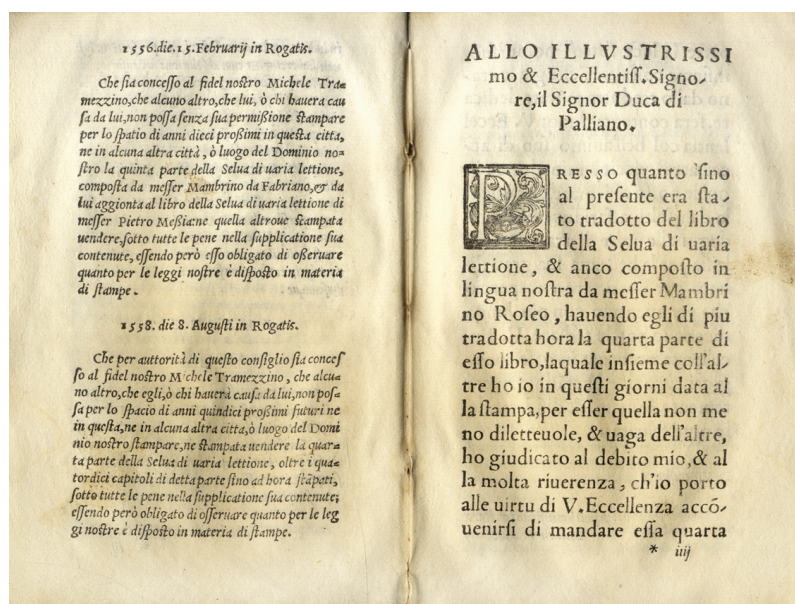 1556.die.15.Februarij in Rogatis.
Che ſia conceſſo al fidel noſtro Michele Tra-
mezzino,che alcuno altro,che lui, ò chi hauera cau
ſa da lui,non poſſa ſenza ſua permißione ſtampare
per lo ſpatio di anni dieci proßimi in queſta citta,
ne in alcuna altra città , ò luogo del Dominio no=
ſtro la quinta parte della Selua di uaria lettione,
compoſta da meſſer Mambrino da Fabriano,& da
lui aggionta al libro della Selua di uaria lettione di
meſſer Pietro Meßia:ne quella altroue ſtampata
uendere,ſotto tutte le pene nella ſupplicatione ſua
contenute, eſſendo però eſſo obligato di oßeruare
quanto per le leggi noſtre è diſpoſto in materia
di ſtampe .
1558. die 8. Auguſti in Rogatis.
Che per auttorità di queſto conſiglio ſia conceſ
ſo al fidel noſtro Michele Tramezzino , che alcu=
no altro,che egli,ò chi hauerà cauſa da lui,non poſ=
ſa per lo ſpacio di anni quindici proßimi futuri ne
in queſta,ne in alcuna altra citta,ò luogo del Domi
nio noſtro ſtampare,ne ſtampata uendere la quar=
ta parte della Selua di uaria lettione, oltre i qua=
tordici capitoli di detta parte ſino ad hora ſtāpati,
ſotto tutte le pene nella ſupplicatione ſua contenute;
eſſendo però obligato di oſſeruare quanto per le leg
gi noſtre è diſpoſto in materia di ſtampe.
ALLO ILLVSTRISSI
mo & Eccellentiſſ.Signo-
re,il Signor Duca di
Palliano.
PRESSO quanto ſino
al preſente era ſta-
to tradotto del libro
della Selua di uaria
lettione, & anco compoſto in
lingua noſtra da meſſer Mambri
no Roſeo , hauendo egli di piu
tradotta hora la quarta parte di
eſſo libro,laquale inſieme coll'al-
tre ho io in queſti giorni data al
la ſtampa,per eſſer quella non me
no diletteuole, & uaga dell'altre,
ho giudicato al debito mio,& al
la molta riuerenza , ch'io porto
alle uirtu di V.Eccellenza accō-
uenirſi di mandare eſſa quarta
* iiij